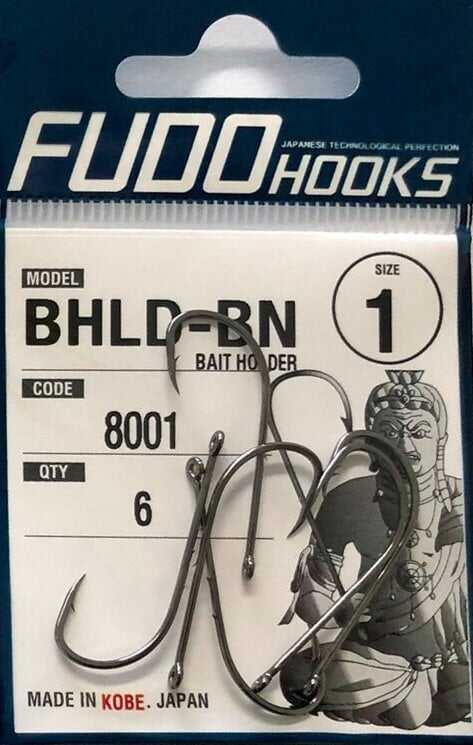 FUDO
JAPANESE TECHNOLOGICAL PERFECTION
HOOKS
MODEL
BHLD-BN
BAIT HOLDER
SIZE
1
CODE
8001
QTY
6
MADE IN KOBE. JAPAN